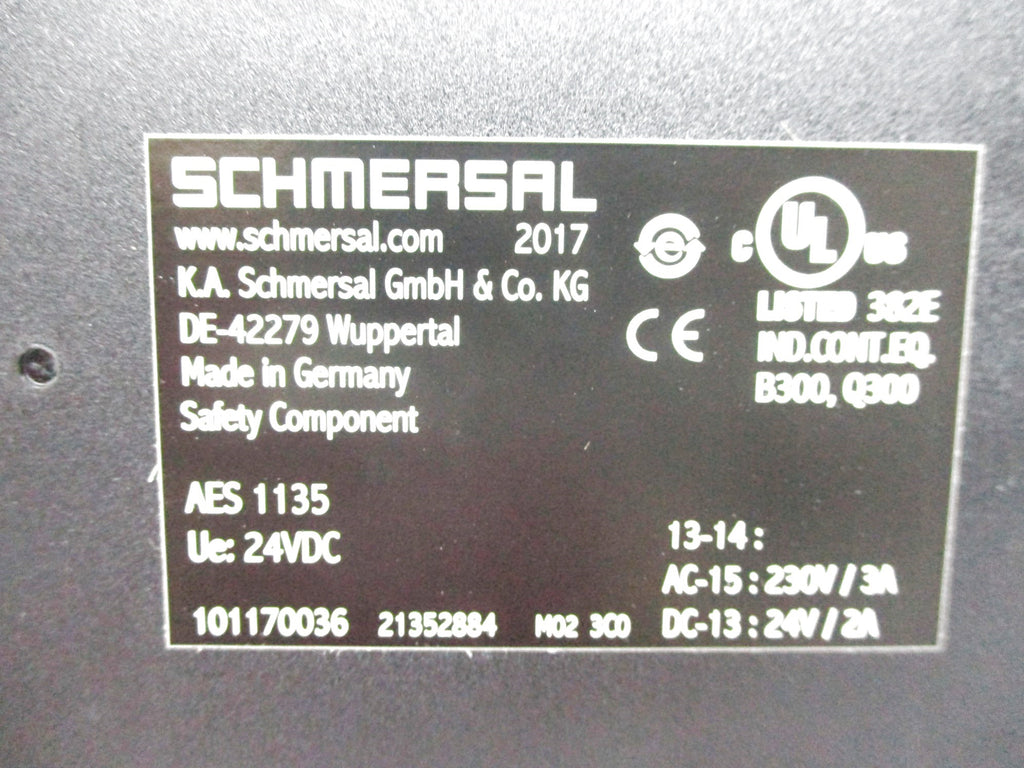 SCHMERSAL
www.schmersal.com 2017
K.A. Schmersal GmbH & Co. KG
DE-42279 Wuppertal
Made in Germany
Safety Component
e
CE
C UL US
LISTED 382E
IND.CONT.EQ.
B300, Q300
AES 1135
Ue: 24VDC
13-14:
AC-15: 230V/3A
DC-13: 24V/2A
101170036 21352884 M02 3C0